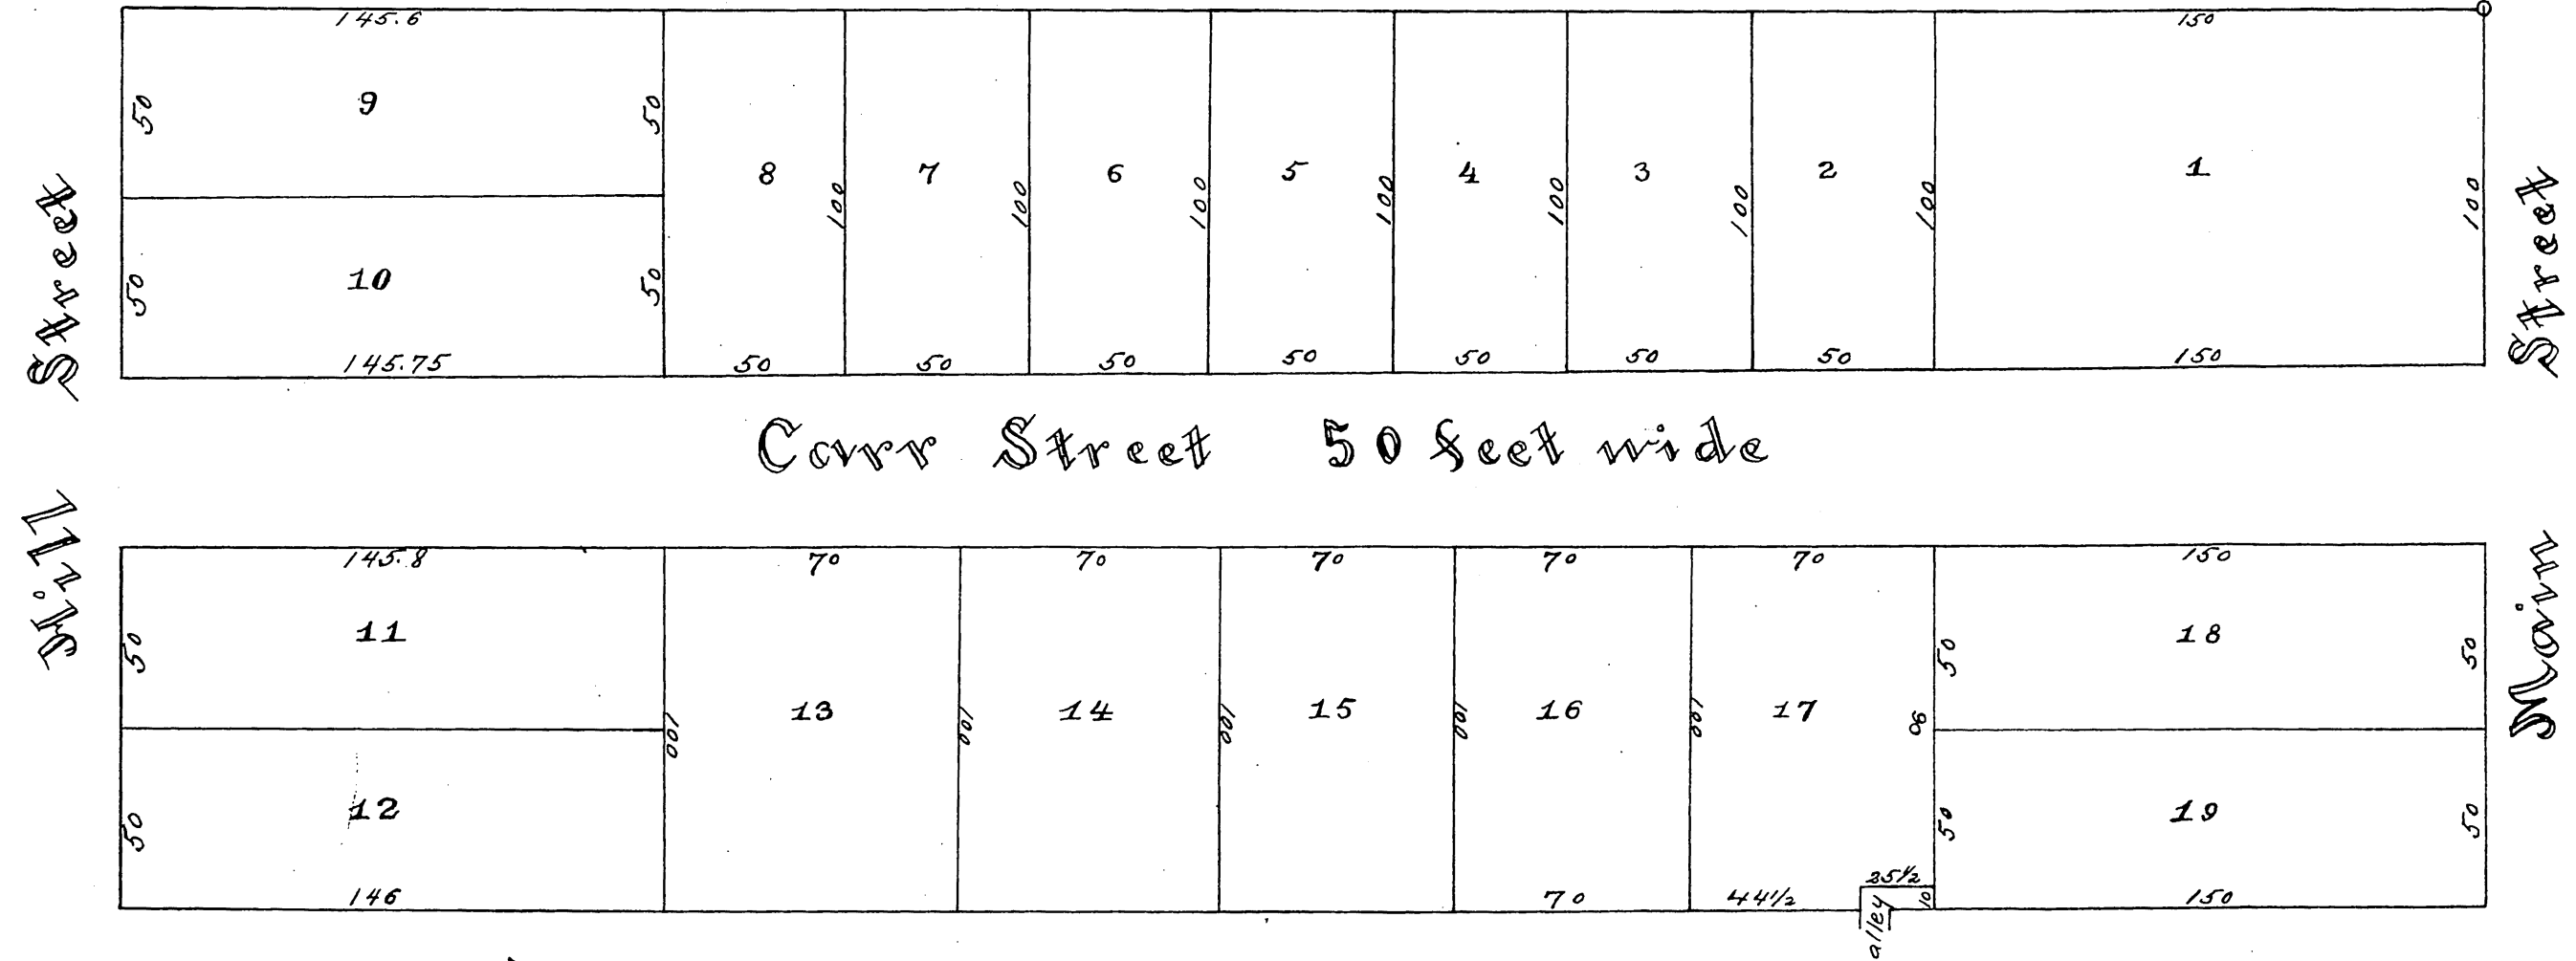 145.6 150
50 9 50
8 100 7 100 6 100 5 100 4 100 3 100 2 100 1 100
50 10 50
145.75 50 50 50 50 50 50 50 150
Street
Street
Carr Street 50 feet wide
Mill
Main
145.8 70 70 70 70 70 150
50 11 50 18 50
100 13 100 14 100 15 100 16 100 17 90
50 12 50 19 50
25½
146 70 44½ 10 150
alley